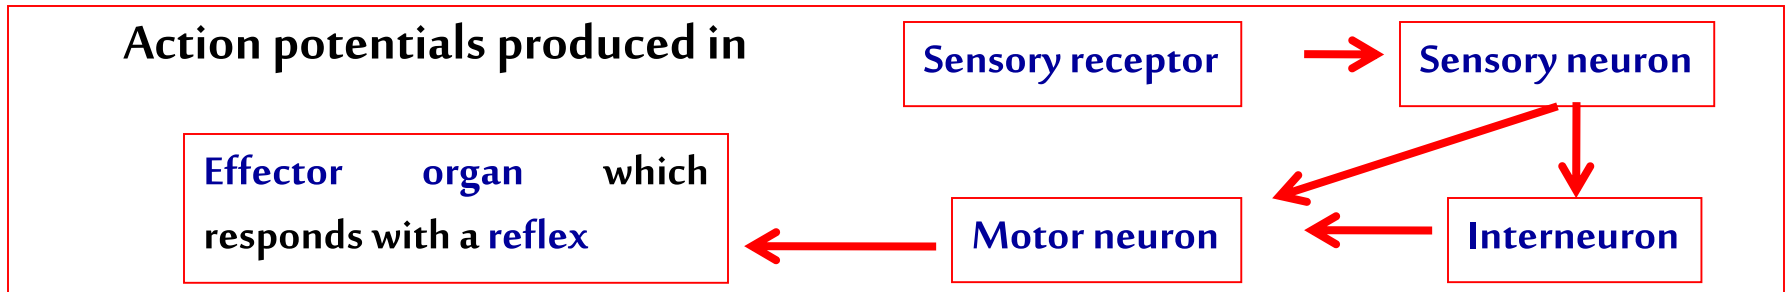 Action potentials produced in
Sensory receptor
Sensory neuron
Interneuron
Motor neuron
Effector organ which
responds with a reflex